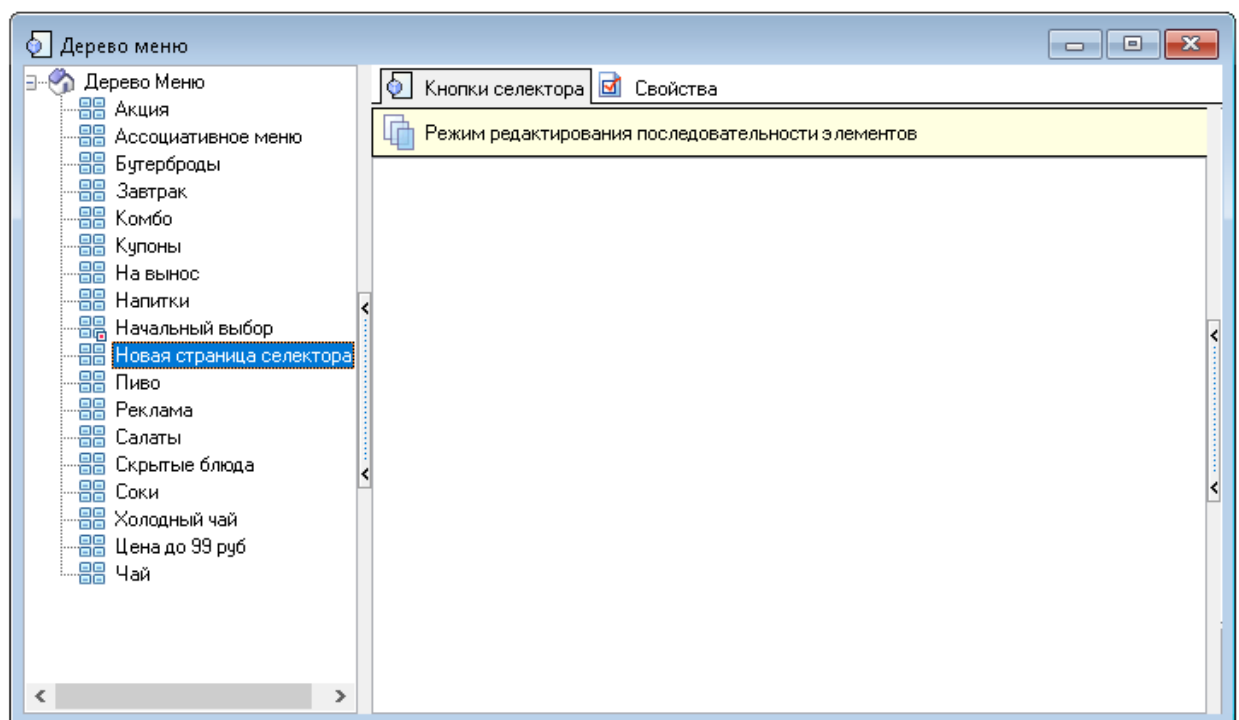 Дерево меню
Дерево Меню
Акция
Ассоциативное меню
Бутерброды
Завтрак
Комбо
Купоны
На вынос
Напитки
Начальный выбор
Новая страница селектора
Пиво
Реклама
Салаты
Скрытые блюда
Соки
Холодный чай
Цена до 99 руб
Чай
Кнопки селектора Свойства
Режим редактирования последовательности элементов